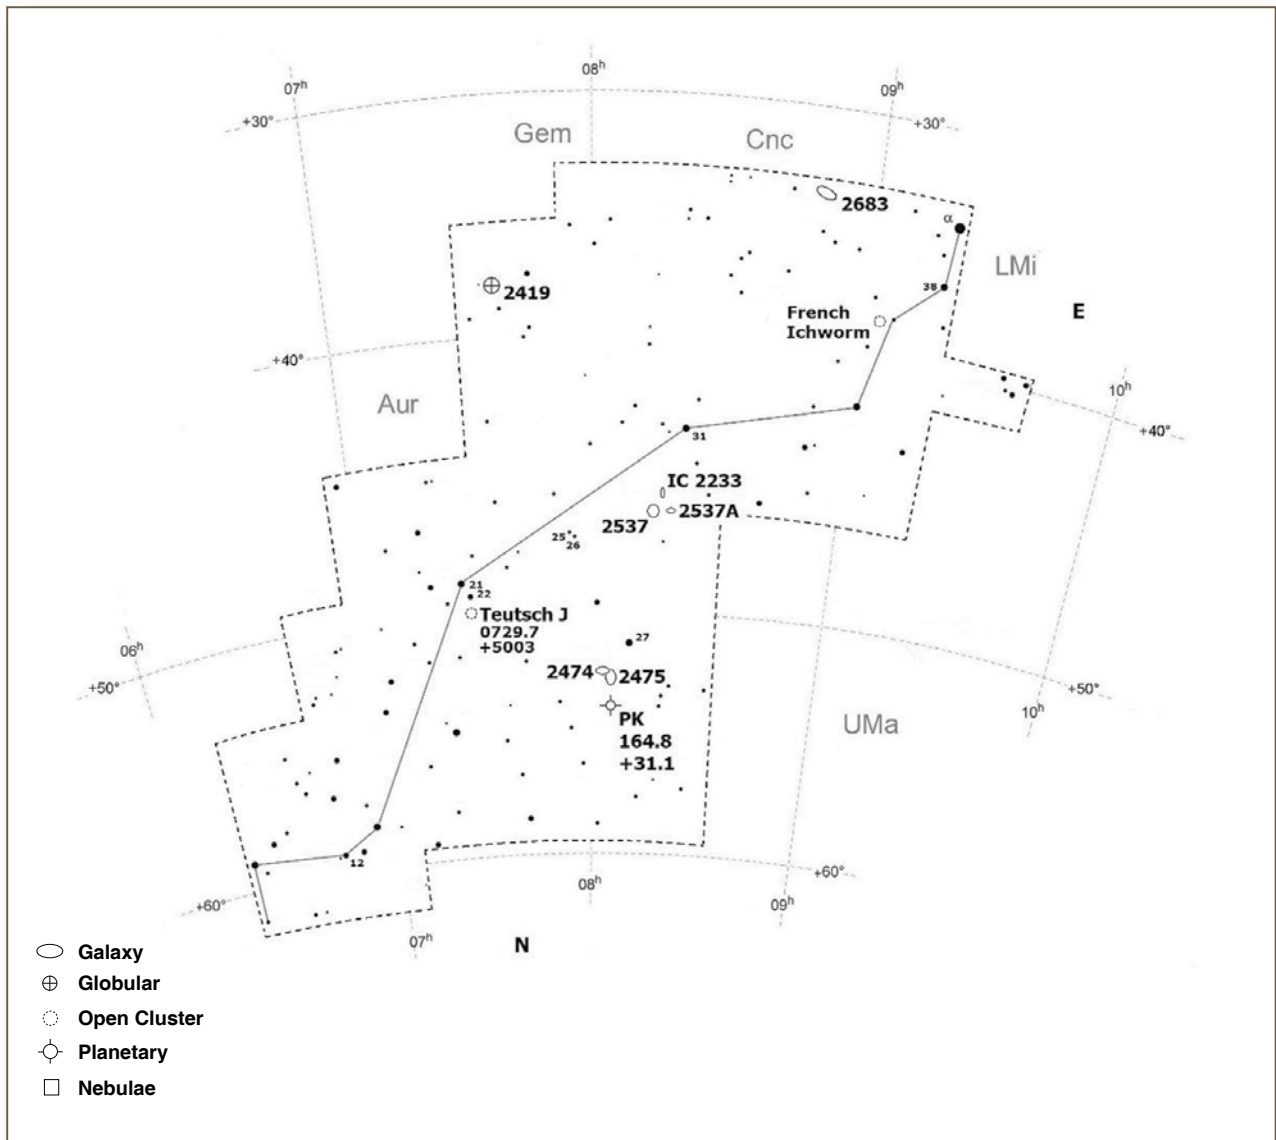 08h
07h
09h
+30°
+30°
Gem
Cnc
2683
α
LMi
2419
38
E
French
Ichworm
+40°
10h
Aur
+40°
31
IC 2233
2537A
2537
25
26
21
22
Teutsch J
0729.7
+5003
27
06h
2474
2475
+50°
+50°
10h
PK
164.8
+31.1
UMa
12
+60°
08h
+60°
09h
07h
N
Galaxy
Globular
Open Cluster
Planetary
Nebulae